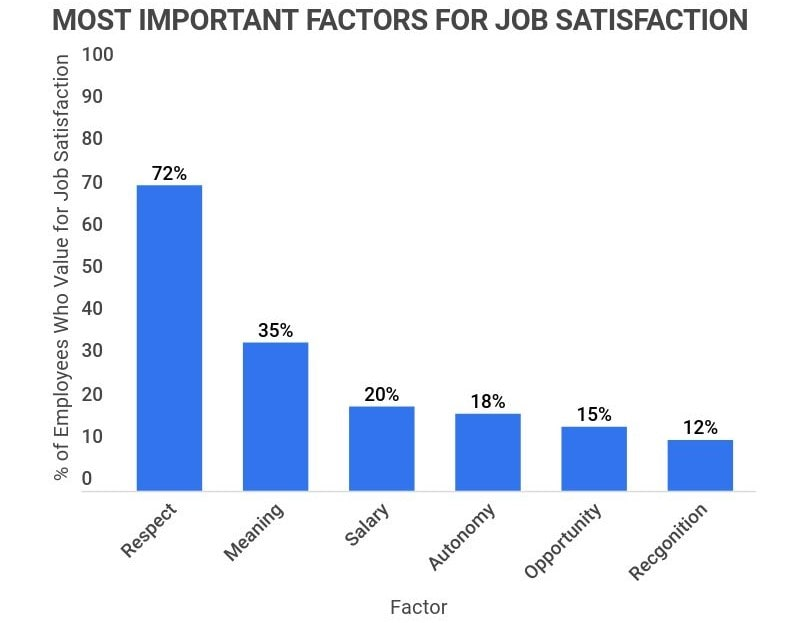 MOST IMPORTANT FACTORS FOR JOB SATISFACTION
% of Employees Who Value for Job Satisfaction
100
90
80
70
60
50
40
30
20
10
0
72%
35%
20%
18%
15%
12%
Respect
Meaning
Salary
Autonomy
Opportunity
Recgonition
Factor